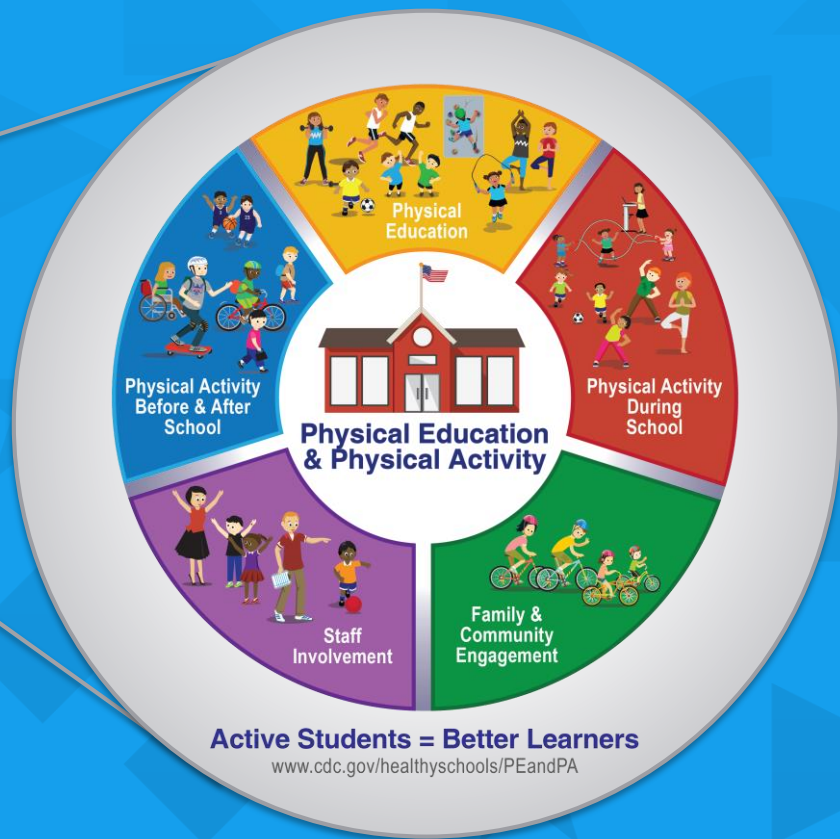 Physical
Education
Physical Activity
Before & After
School
Physical Activity
During
School
Physical Education
& Physical Activity
Staff
Involvement
Family &
Community
Engagement
Active Students = Better Learners
www.cdc.gov/healthyschools/PEandPA